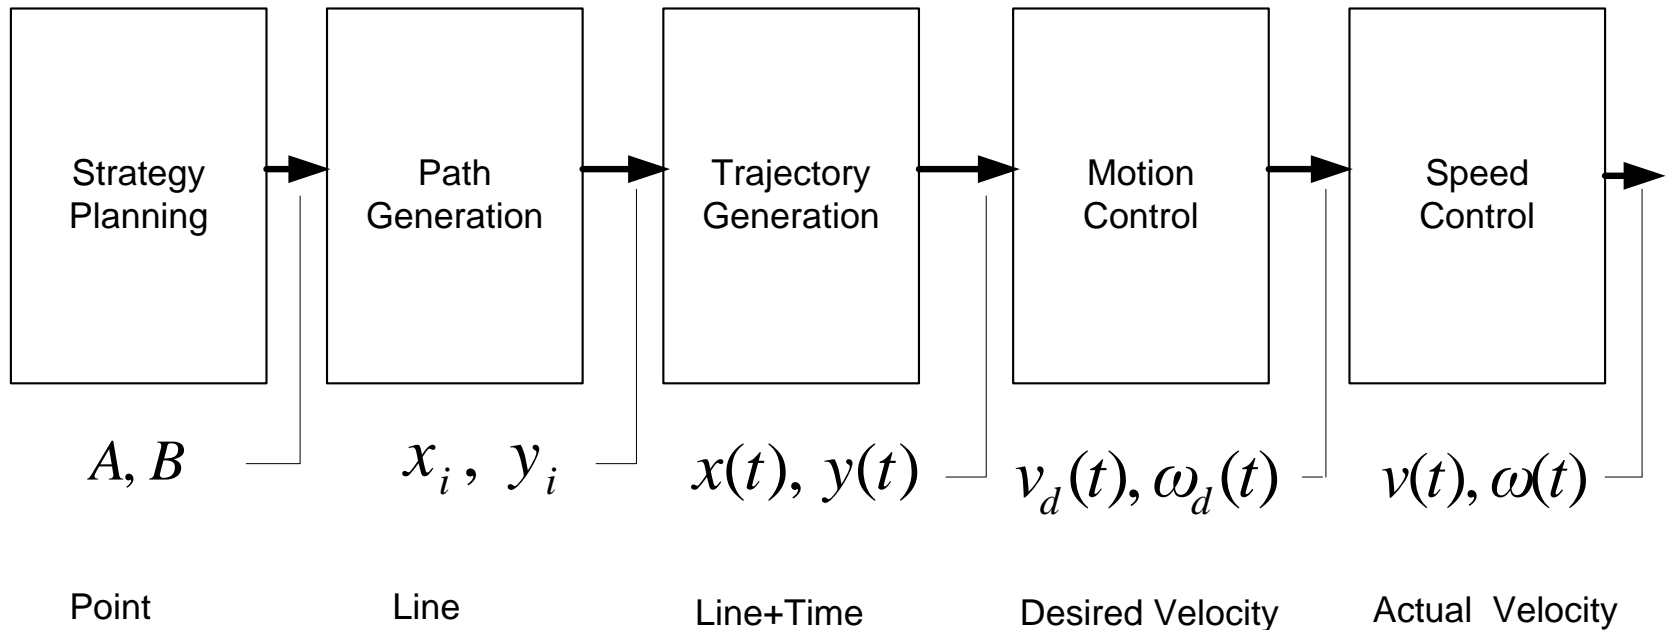 Strategy
Planning
Path
Generation
Trajectory
Generation
Motion
Control
Speed
Control
A, B
x_i, y_i
x(t), y(t)
v_d(t), ω_d(t)
v(t), ω(t)
Point
Line
Line+Time
Desired Velocity
Actual Velocity